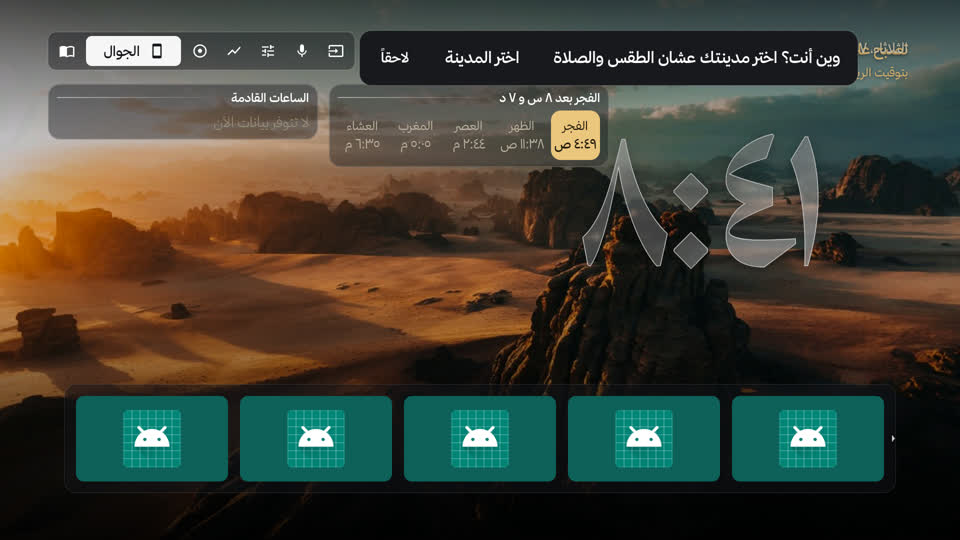 وين أنت؟ اختر مدينتك عشان الطقس والصلاة
اختر المدينة
لاحقاً
الجوال
بتوقيت
الفجر بعد ٨ س و ٧ د
الفجر
٤:٤٩ ص
الظهر
١١:٣٨ ص
العصر
٢:٤٤ م
المغرب
٥:٠٥ م
العشاء
٦:٣٥ م
الساعات القادمة
لا تتوفر بيانات الآن
٨:٤١